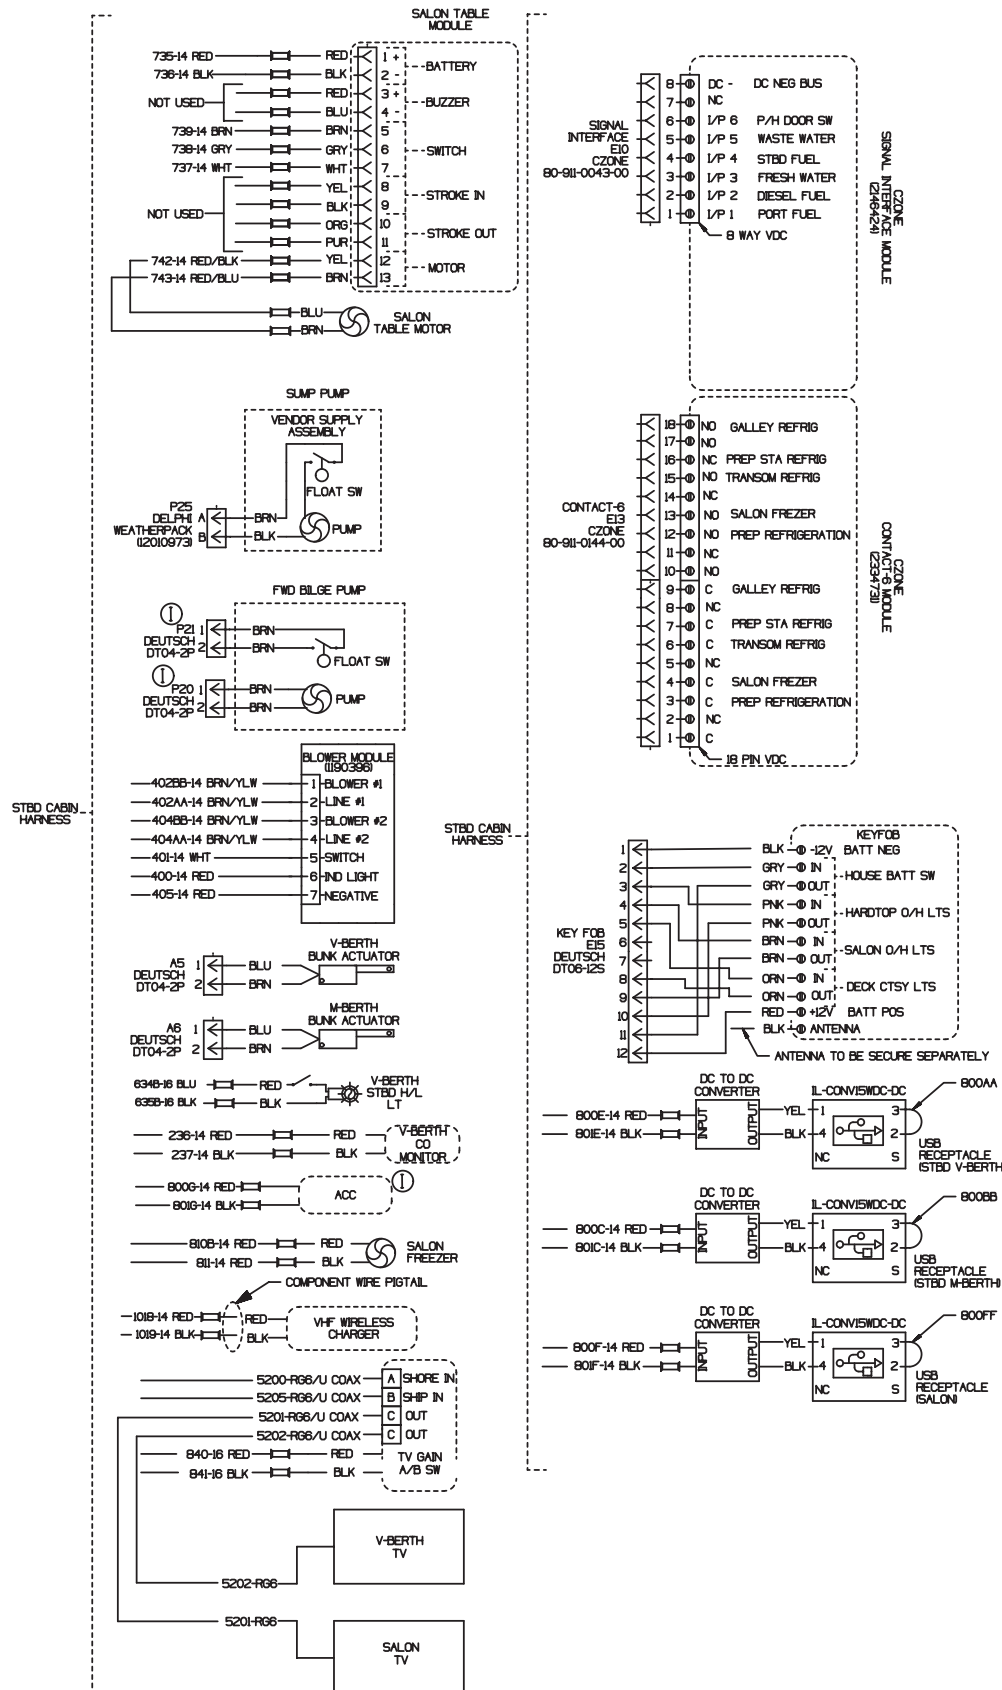 SALON TABLE
MODULE
735-14 RED RED 1 +
736-14 BLK BLK 2 -
BATTERY
RED 3 +
BLU 4 -
NOT USED
BUZZER
739-14 BRN BRN 5
738-14 GRY GRY 6
737-14 WHT WHT 7
SWITCH
YEL 8
BLK 9
STROKE IN
NOT USED
ORG 10
PUR 11
STROKE OUT
742-14 RED/BLK YEL 12
743-14 RED/BLU BRN 13
MOTOR
BLU
BRN
SALON
TABLE MOTOR
SUMP PUMP
VENDOR SUPPLY
ASSEMBLY
FLOAT SW
P25
DELPHI
WEATHERPACK
(12010973)
A BRN
B BLK
PUMP
FWD BILGE PUMP
I
P21
DEUTSCH
DT04-2P
1 BRN
2 BRN
FLOAT SW
I
P20
DEUTSCH
DT04-2P
1 BRN
2 BRN
PUMP
BLOWER MODULE
(1190396)
402BB-14 BRN/YLW 1 BLOWER #1
402AA-14 BRN/YLW 2 LINE #1
404BB-14 BRN/YLW 3 BLOWER #2
404AA-14 BRN/YLW 4 LINE #2
401-14 WHT 5 SWITCH
400-14 RED 6 IND LIGHT
405-14 RED 7 NEGATIVE
STBD CABIN
HARNESS
V-BERTH
BUNK ACTUATOR
A5
DEUTSCH
DT04-2P
1 BLU
2 BRN
M-BERTH
BUNK ACTUATOR
A6
DEUTSCH
DT04-2P
1 BLU
2 BRN
634B-16 BLU RED
635B-16 BLK BLK
V-BERTH
STBD H/L
LT
236-14 RED RED
237-14 BLK BLK
V-BERTH
CO
MONITOR
800G-14 RED
801G-14 BLK
ACC
I
810B-14 RED RED
811-14 RED BLK
SALON
FREEZER
COMPONENT WIRE PIGTAIL
1018-14 RED RED
1019-14 BLK BLK
VHF WIRELESS
CHARGER
5200-RG6/U COAX A SHORE IN
5205-RG6/U COAX B SHIP IN
5201-RG6/U COAX C OUT
5202-RG6/U COAX C OUT
840-16 RED RED
841-16 BLK BLK
TV GAIN
A/B SW
V-BERTH
TV
5202-RG6
5201-RG6
SALON
TV
SIGNAL
INTERFACE
E10
CZONE
80-911-0043-00
8 DC - DC NEG BUS
7 NC
6 I/P 6 P/H DOOR SW
5 I/P 5 WASTE WATER
4 I/P 4 STBD FUEL
3 I/P 3 FRESH WATER
2 I/P 2 DIESEL FUEL
1 I/P 1 PORT FUEL
8 WAY VDC
CZONE
SIGNAL INTERFACE MODULE
(2146424)
CONTACT-6
E13
CZONE
80-911-0144-00
18 NO GALLEY REFRIG
17 NO
16 NC PREP STA REFRIG
15 NO TRANSOM REFRIG
14 NC
13 NO SALON FREZER
12 NO PREP REFRIGERATION
11 NC
10 NO
9 C GALLEY REFRIG
8 NC
7 C PREP STA REFRIG
6 C TRANSOM REFRIG
5 NC
4 C SALON FREZER
3 C PREP REFRIGERATION
2 NC
1 C
18 PIN VDC
CZONE
CONTACT-6 MODULE
(2334731)
STBD CABIN
HARNESS
KEY FOB
E15
DEUTSCH
DT06-12S
1
2
3
4
5
6
7
8
9
10
11
12
KEYFOB
BLK -12V BATT NEG
GRY IN
GRY OUT
HOUSE BATT SW
PNK IN
PNK OUT
HARDTOP O/H LTS
BRN IN
BRN OUT
SALON O/H LTS
ORN IN
ORN OUT
DECK CTSY LTS
RED +12V BATT POS
BLK ANTENNA
ANTENNA TO BE SECURE SEPARATELY
DC TO DC
CONVERTER
IL-CONV15WDC-DC
800AA
800E-14 RED
801E-14 BLK
INPUT
OUTPUT
YEL 1 3
BLK 4 2
NC S
USB
RECEPTACLE
(STBD V-BERTH)
DC TO DC
CONVERTER
IL-CONV15WDC-DC
800BB
800C-14 RED
801C-14 BLK
INPUT
OUTPUT
YEL 1 3
BLK 4 2
NC S
USB
RECEPTACLE
(STBD M-BERTH)
DC TO DC
CONVERTER
IL-CONV15WDC-DC
800FF
800F-14 RED
801F-14 BLK
INPUT
OUTPUT
YEL 1 3
BLK 4 2
NC S
USB
RECEPTACLE
(SALON)